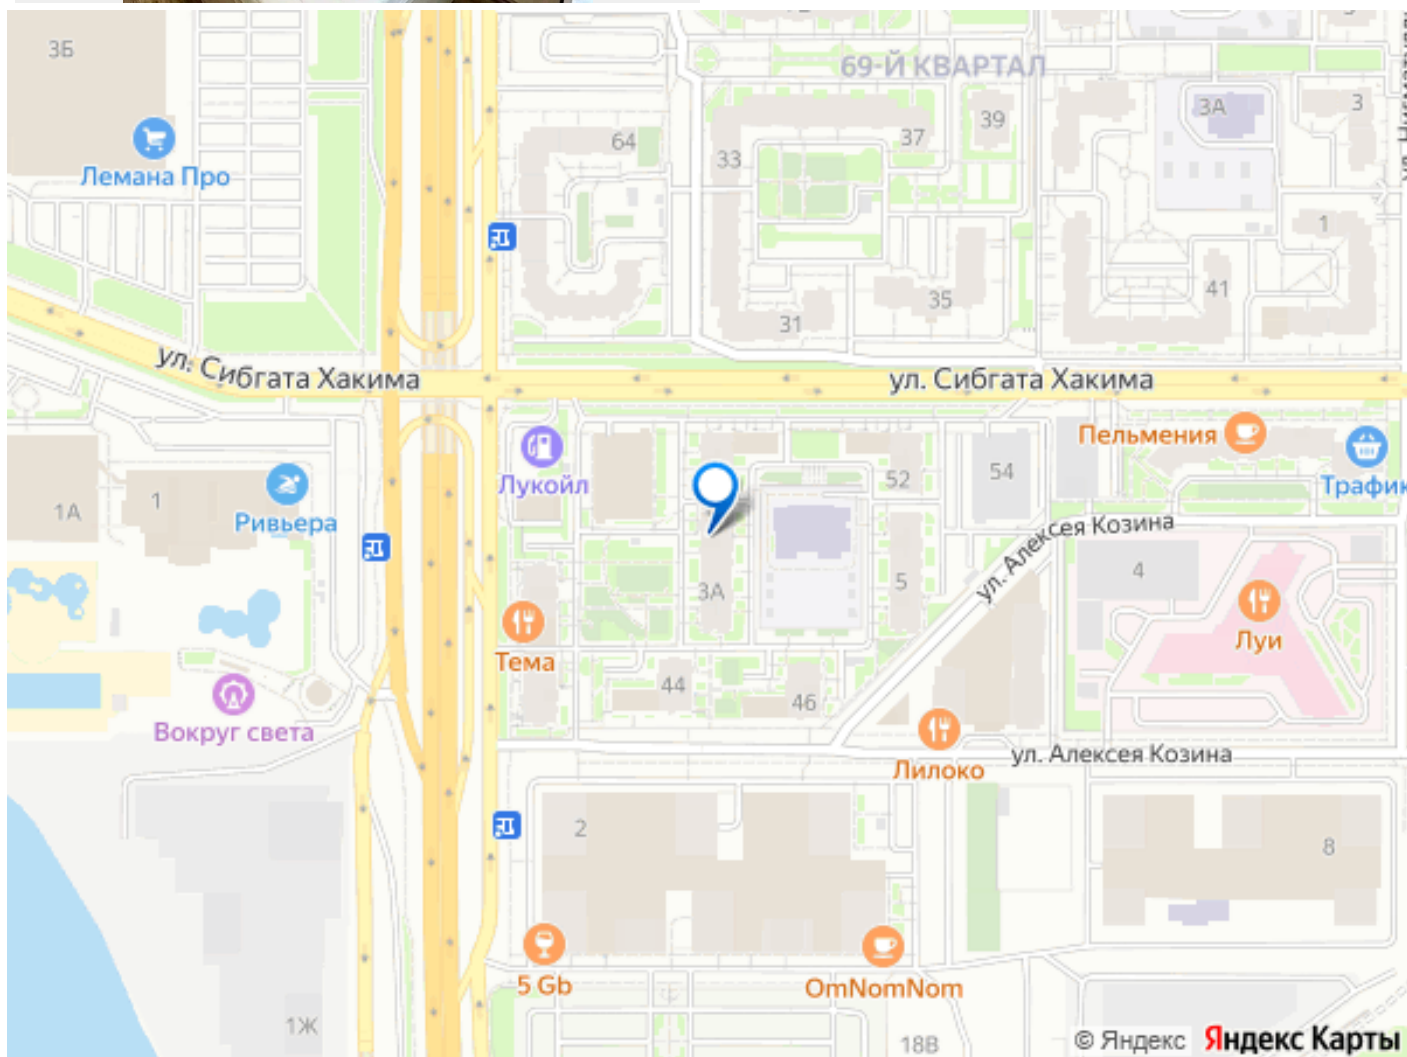 3Б
69-Й КВАРТАЛ
3А
3
39
37
64
33
Лемана Про
1
41
35
31
ул. Сибгата Хакима
ул. Сибгата Хакима
Пельмения
Лукойл
52
54
Трафик
1А
1
Ривьера
ул. Алексея Козина
3А
5
4
Тема
Луи
44
46
Вокруг света
Лилоко
ул. Алексея Козина
2
8
5 Gb
OmNomNom
1Ж
18В
© Яндекс Яндекс Карты